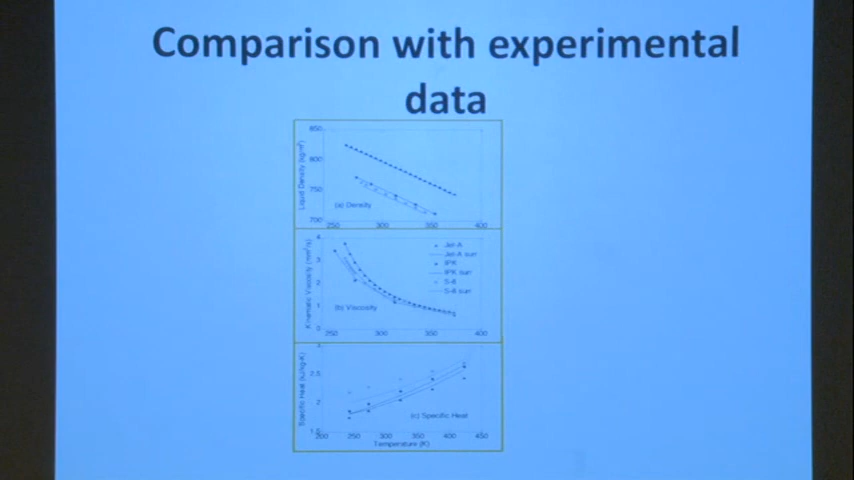 Comparison with experimental
data
850
Liquid Density (kg/m³)
800
750
(a) Density
700
250 300 350 400
4
Kinematic Viscosity (mm²/s)
3
Jet-A
Jet-A surr
IPK
2
IPK surr
S-8
S-8 surr
1
(b) Viscosity
0
250 300 350 400
3
Specific Heat (kJ/kg-K)
2.5
2
(c) Specific Heat
1.5
200 250 300 350 400 450
Temperature (K)